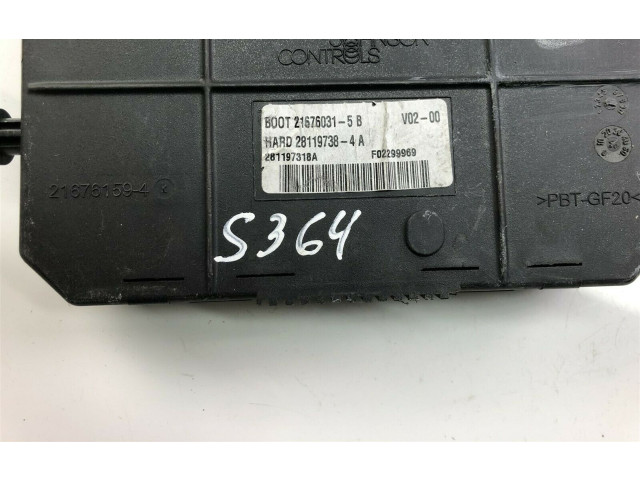 CONTROLS
BOOT 21676031-5 B V02-00
HARD 28119738-4 A
281197318A F02299969
21676159-4
>PBT-GF20<
S364